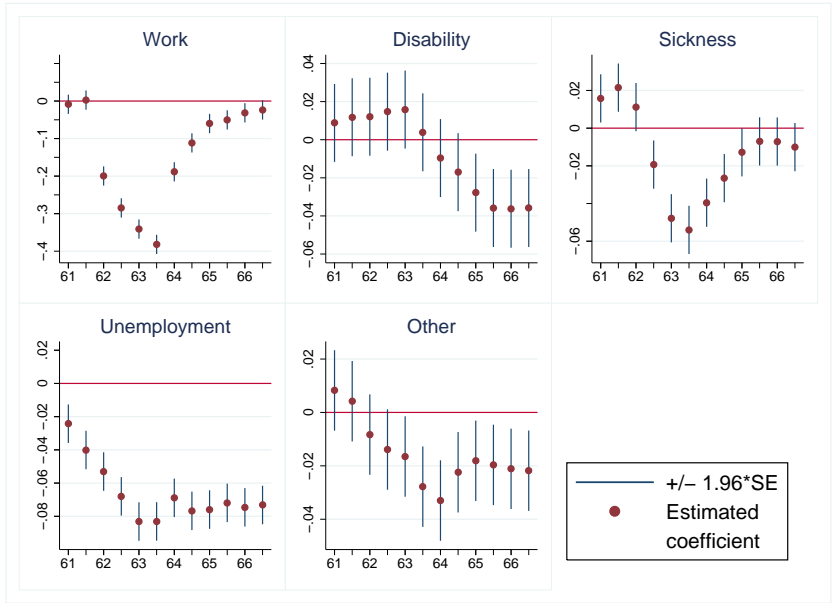 Work
0
−.1
−.2
−.3
−.4
61 62 63 64 65 66
Disability
.04
.02
0
−.02
−.04
−.06
61 62 63 64 65 66
Sickness
.02
0
−.02
−.06
61 62 63 64 65 66
Unemployment
.02
0
−.02
−.04
−.06
−.08
61 62 63 64 65 66
Other
.02
0
−.02
−.04
61 62 63 64 65 66
+/− 1.96*SE
Estimated
coefficient